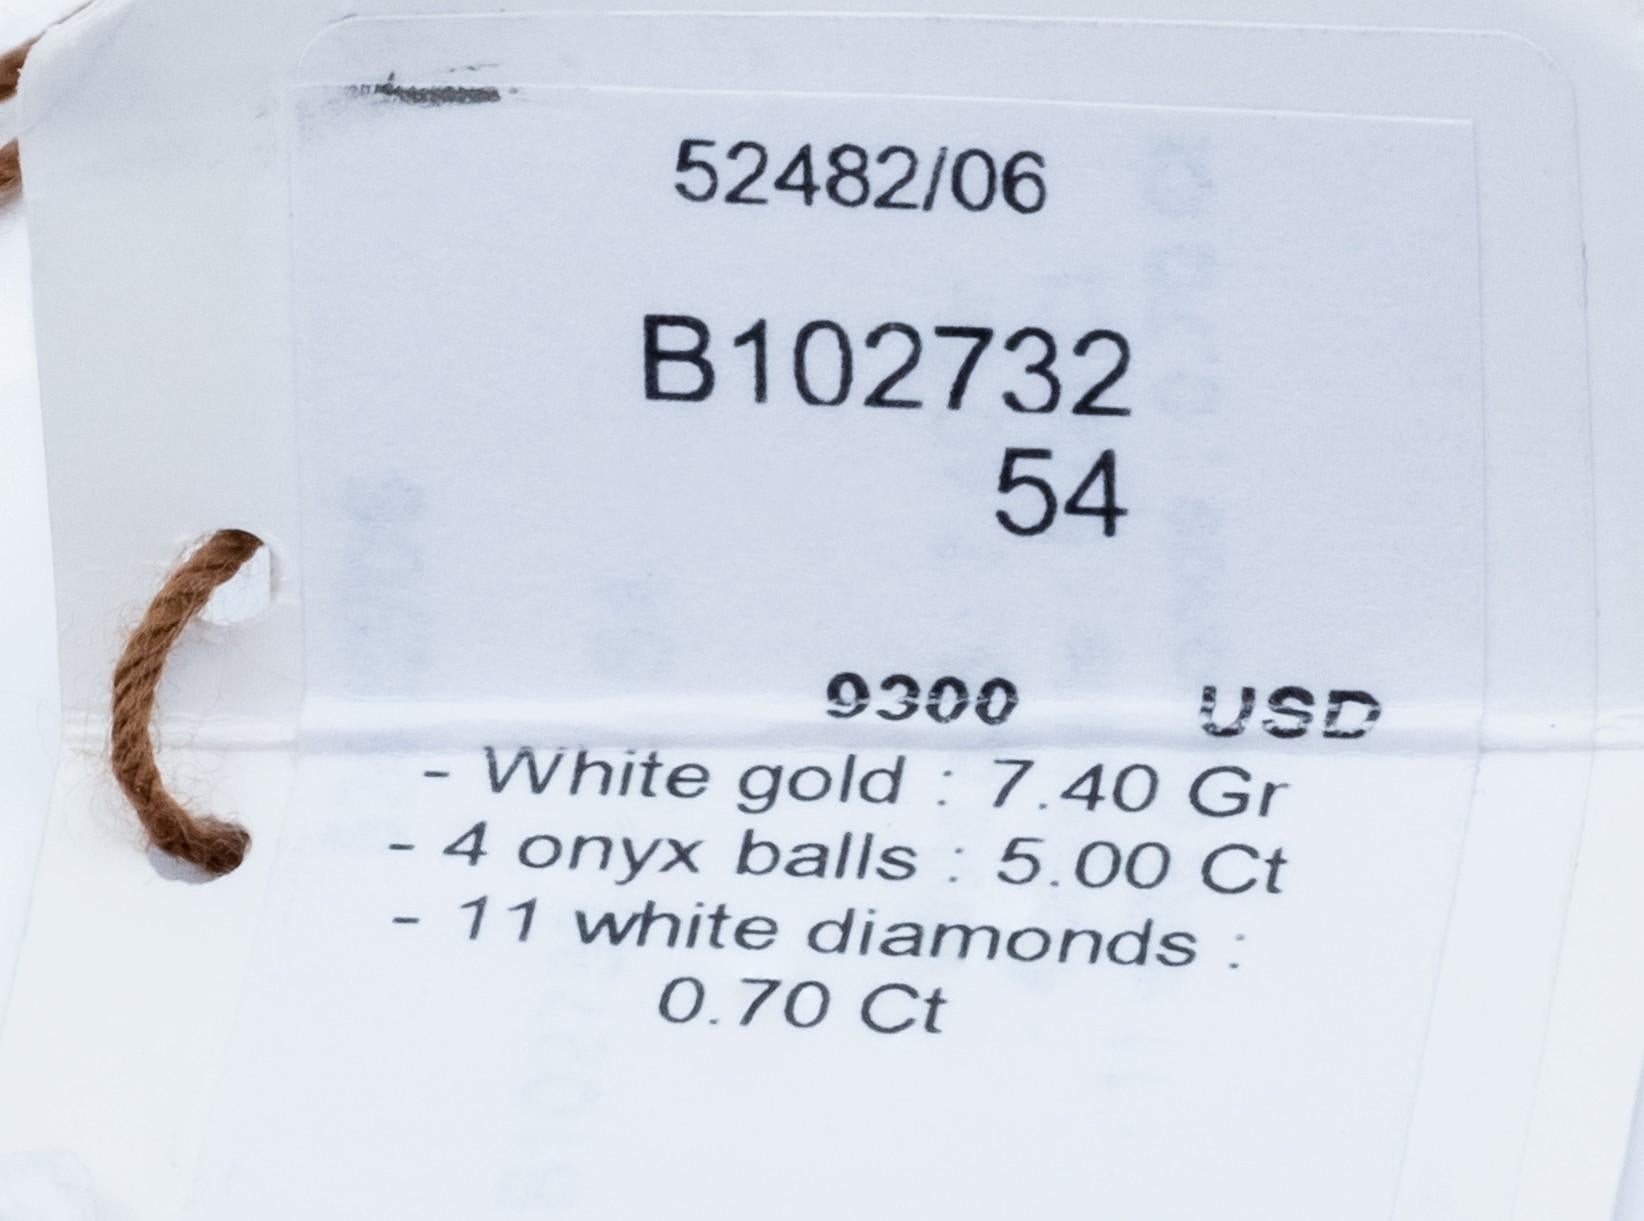 52482/06
B102732
54
9300 USD
- White gold : 7.40 Gr
- 4 onyx balls : 5.00 Ct
- 11 white diamonds :
0.70 Ct